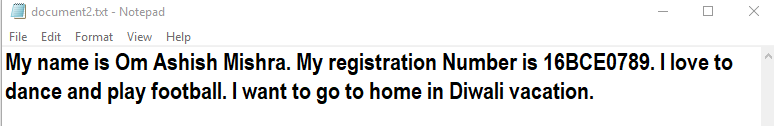 document2.txt - Notepad
File Edit Format View Help
My name is Om Ashish Mishra. My registration Number is 16BCE0789. I love to
dance and play football. I want to go to home in Diwali vacation.